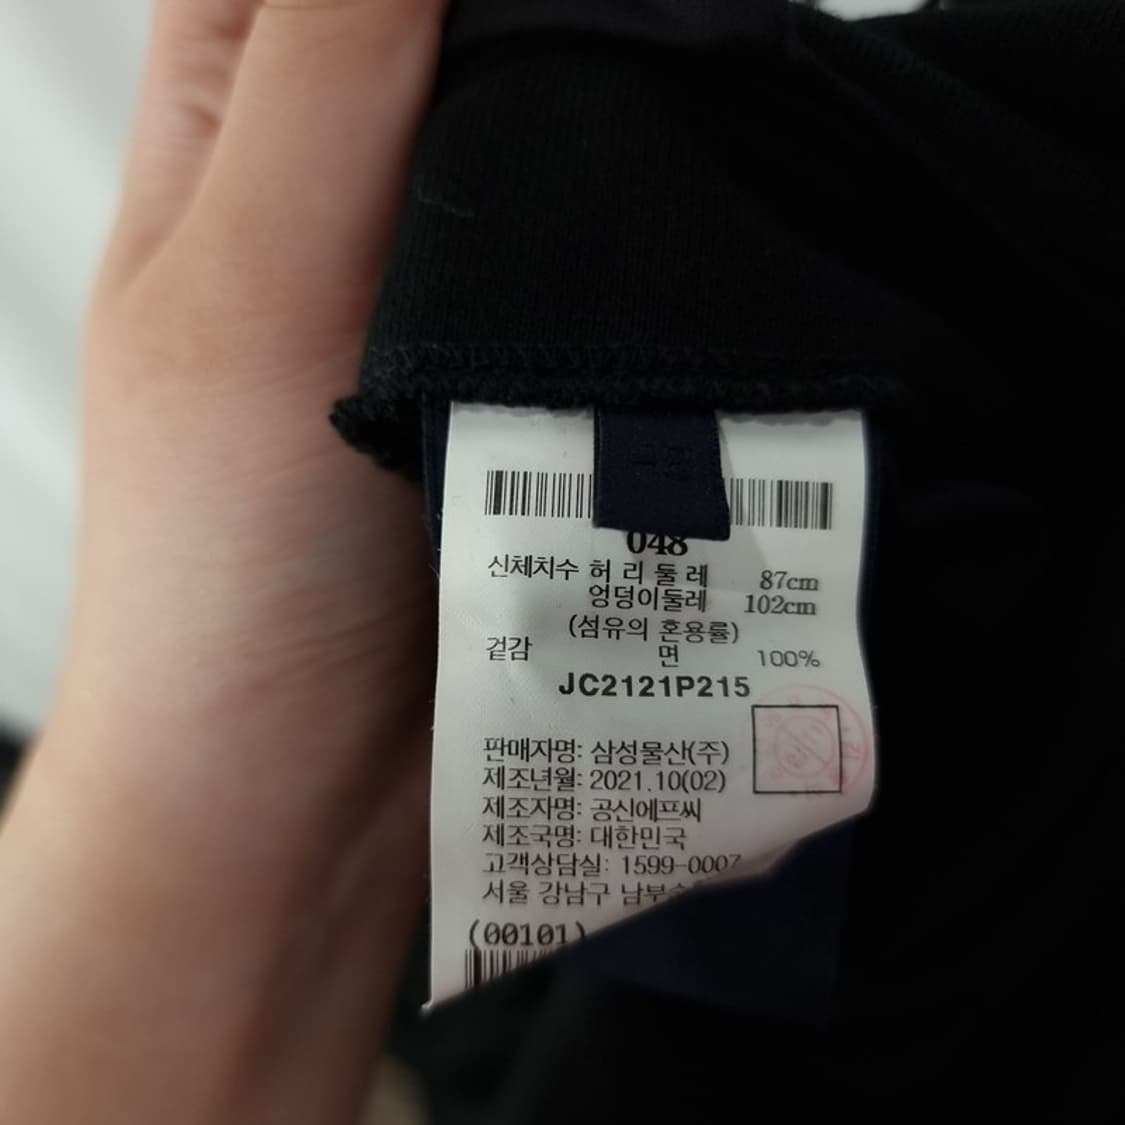 048
신체치수 허 리 둘 레 87cm
엉덩이둘레 102cm
(섬유의 혼용률)
겉감 면 100%
JC2121P215
판매자명: 삼성물산(주)
제조년월: 2021.10(02)
제조자명: 공신에프씨
제조국명: 대한민국
고객상담실: 1599-0007
서울 강남구
(00101)